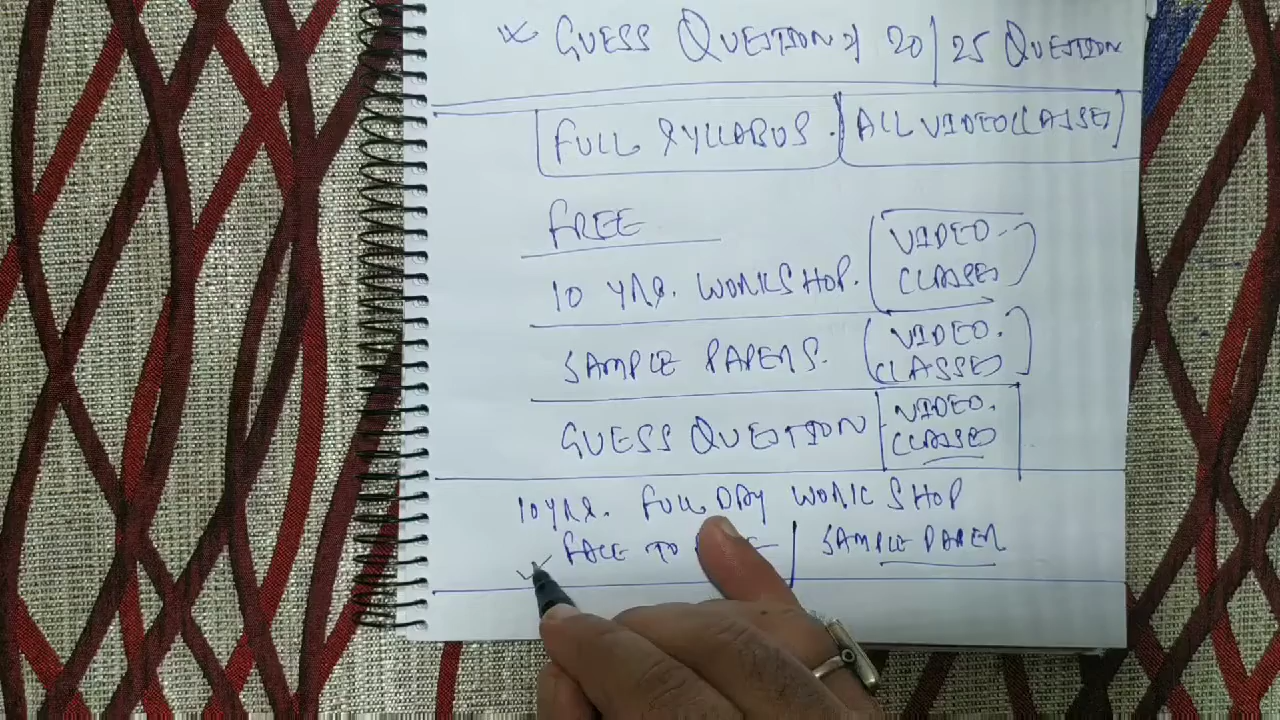 GUESS QUESTION 20 | 25 QUESTION
FULL SYLLABUS. ALL VIDEO CLASSES
FREE
10 YRS. WORKSHOP. VIDEO.
CLASSES
SAMPLE PAPERS. VIDEO.
CLASSES
GUESS QUESTION VIDEO.
CLASSES
10 YRS. FULL DAY WORKSHOP
FACE TO | SAMPLE PAPER